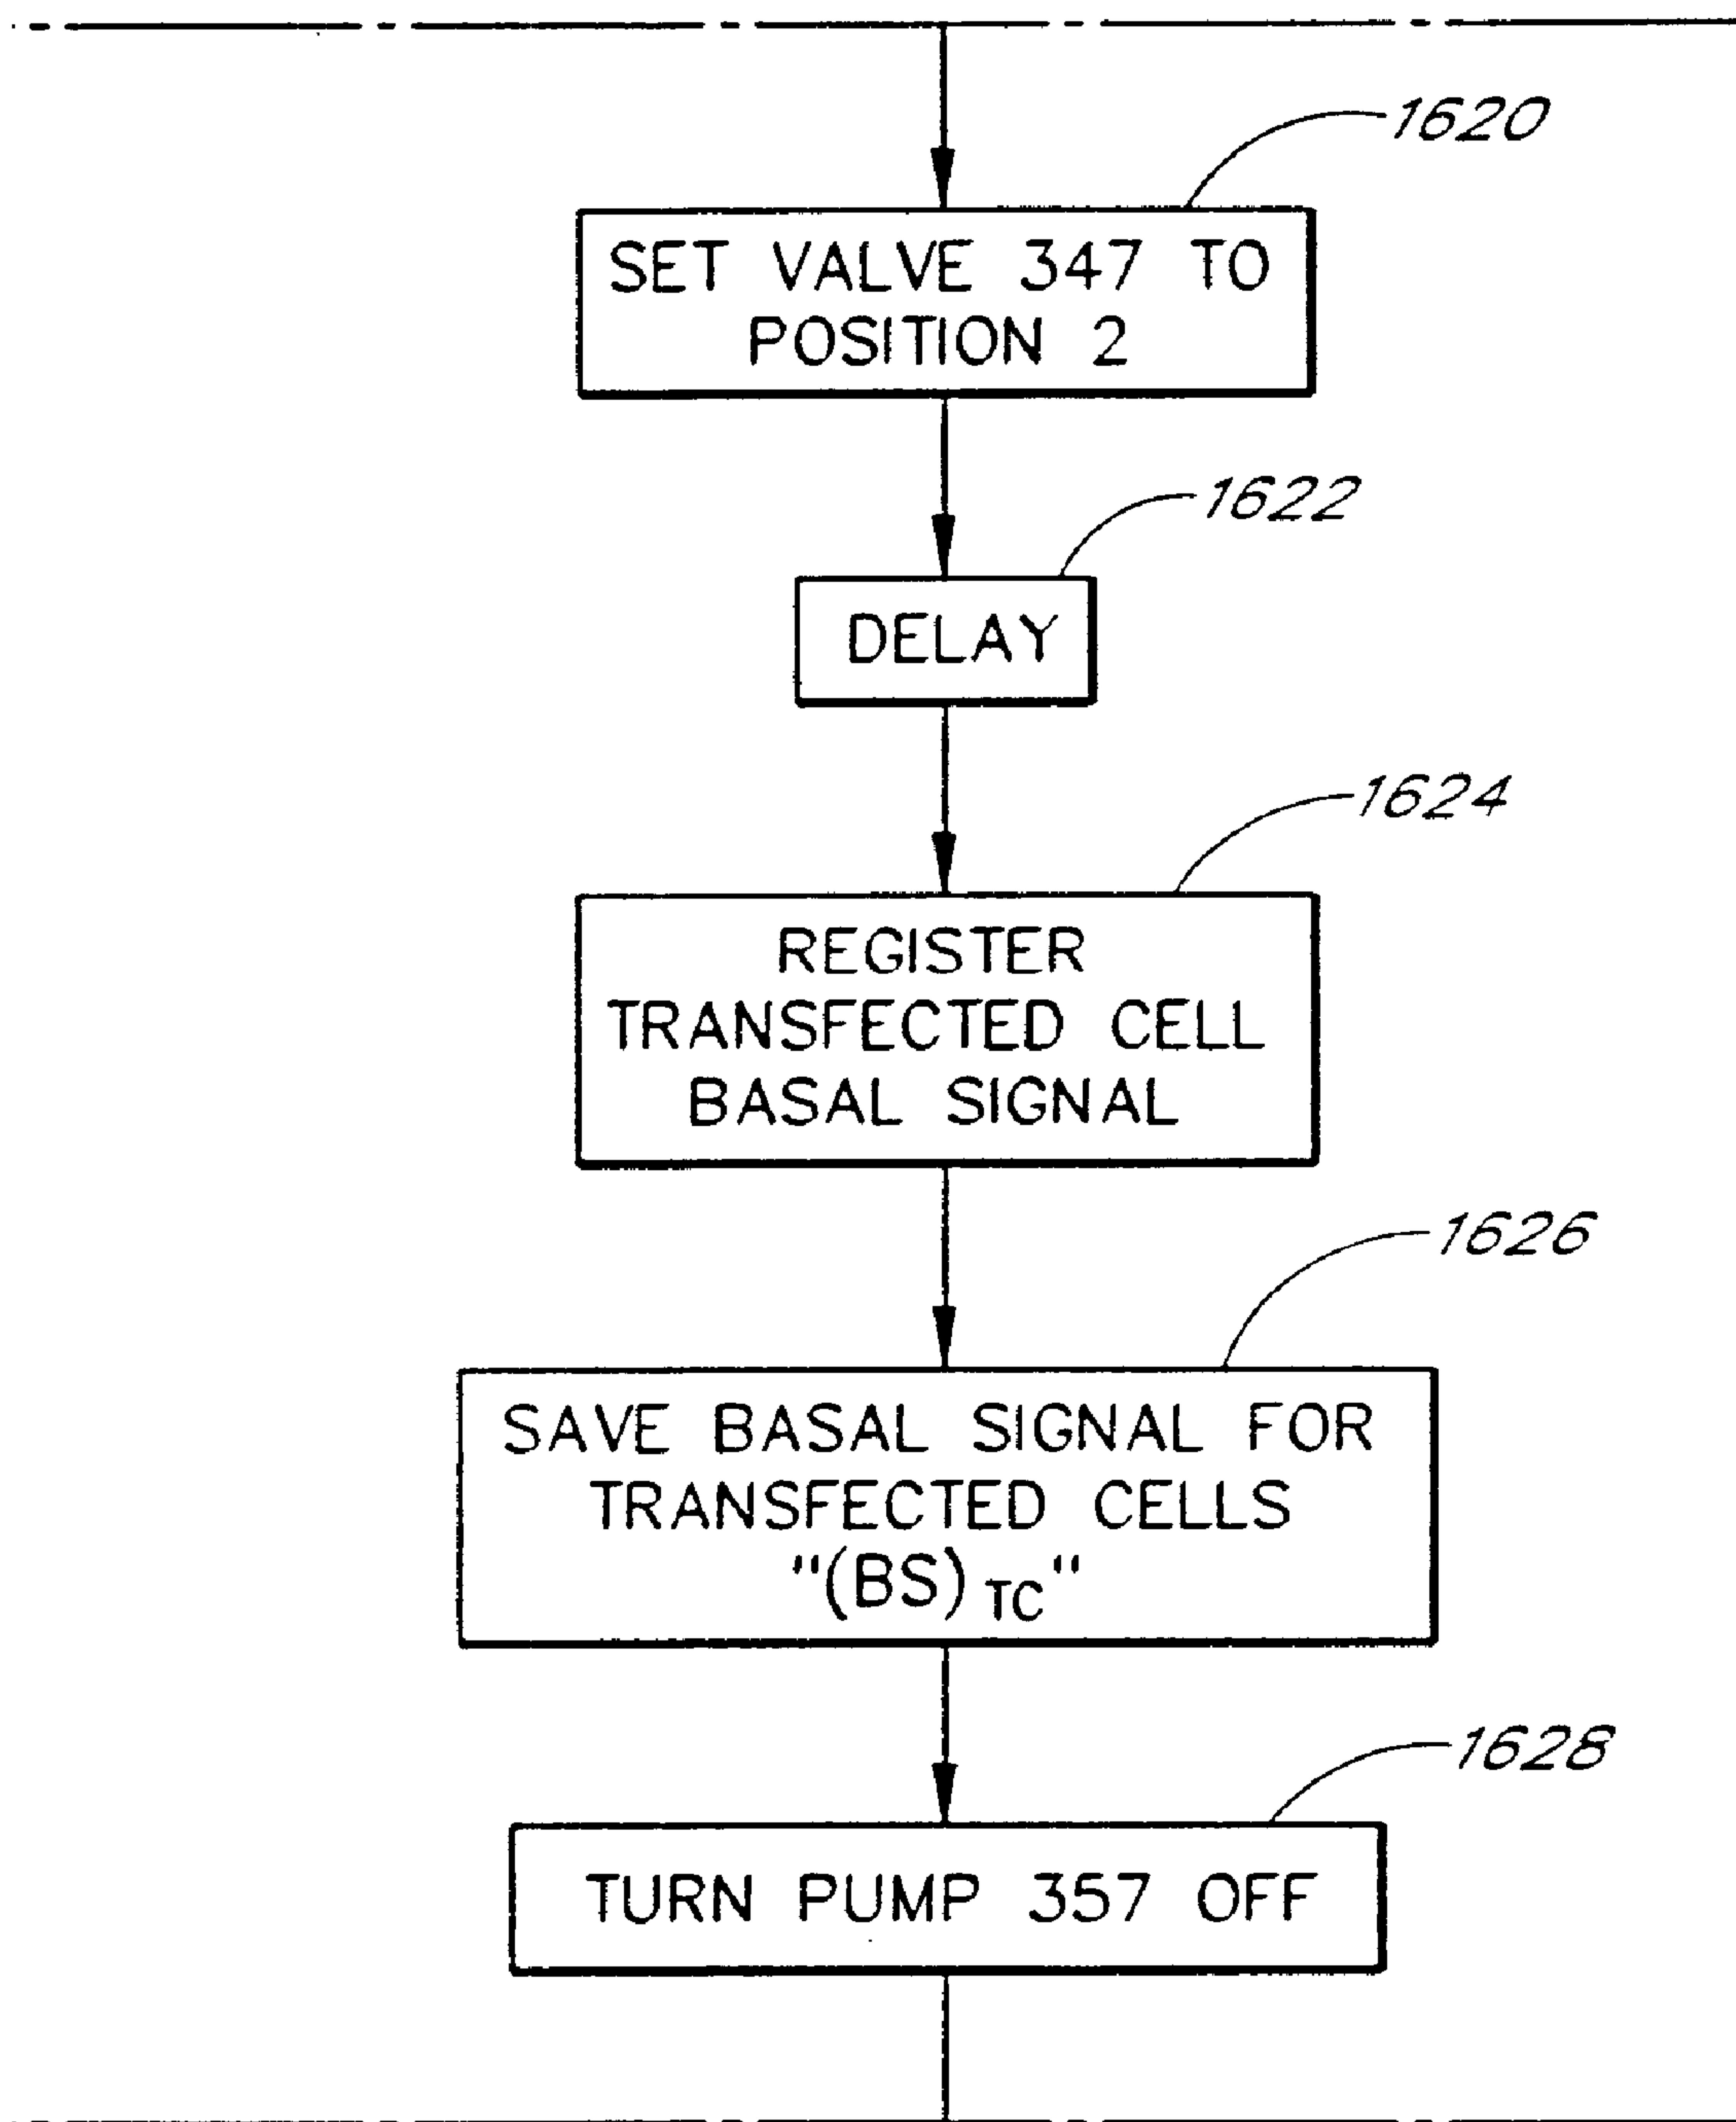 1620
SET VALVE 347 TO
POSITION 2
1622
DELAY
1624
REGISTER
TRANSFECTED CELL
BASAL SIGNAL
1626
SAVE BASAL SIGNAL FOR
TRANSFECTED CELLS
"(BS) TC"
1628
TURN PUMP 357 OFF